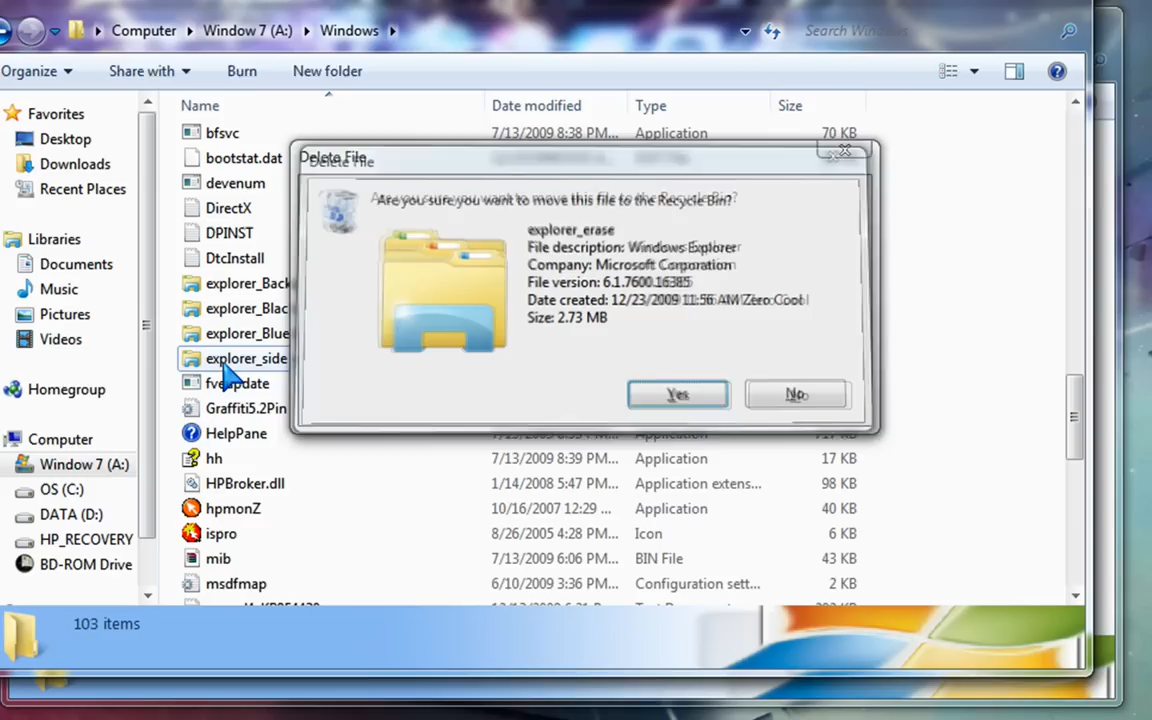 Computer Window 7 (A:) Windows Search Windows
Organize Share with Burn New folder
Name Date modified Type Size
Favorites
Desktop
Downloads
Recent Places
Libraries
Documents
Music
Pictures
Videos
Homegroup
Computer
Window 7 (A:)
OS (C:)
DATA (D:)
HP_RECOVERY
BD-ROM Drive
bfsvc 7/13/2009 8:38 PM... Application 70 KB
bootstat.dat
devenum
DirectX
DPINST
DtcInstall
explorer_Back
explorer_Blac
explorer_Blue
explorer_side
fveupdate
Graffiti5.2Pin
HelpPane Application
hh 7/13/2009 8:39 PM... Application 17 KB
HPBroker.dll 1/14/2008 5:47 PM... Application extens... 98 KB
hpmonZ 10/16/2007 12:29 ... Application 40 KB
ispro 8/26/2005 4:28 PM... Icon 6 KB
mib 7/13/2009 6:06 PM... BIN File 43 KB
msdfmap 6/10/2009 3:36 PM... Configuration sett... 2 KB
Delete File
Are you sure you want to move this file to the Recycle Bin?
explorer_erase
File description: Windows Explorer
Company: Microsoft Corporation
File version: 6.1.7600.16385
Date created: 12/23/2009 11:56 AM Zero Cool
Size: 2.73 MB
Yes No
103 items